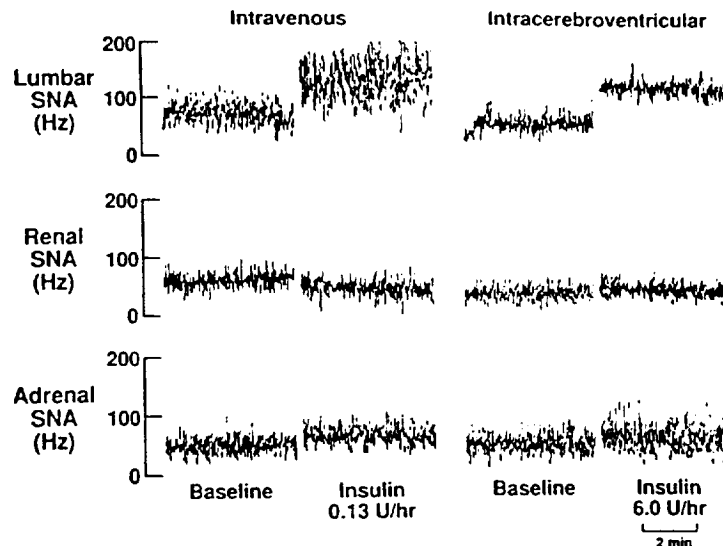 Intravenous
Intracerebroventricular
Lumbar
SNA
(Hz)
200
100
0
Renal
SNA
(Hz)
200
100
0
Adrenal
SNA
(Hz)
200
100
0
Baseline
Insulin
0.13 U/hr
Baseline
Insulin
6.0 U/hr
2 min